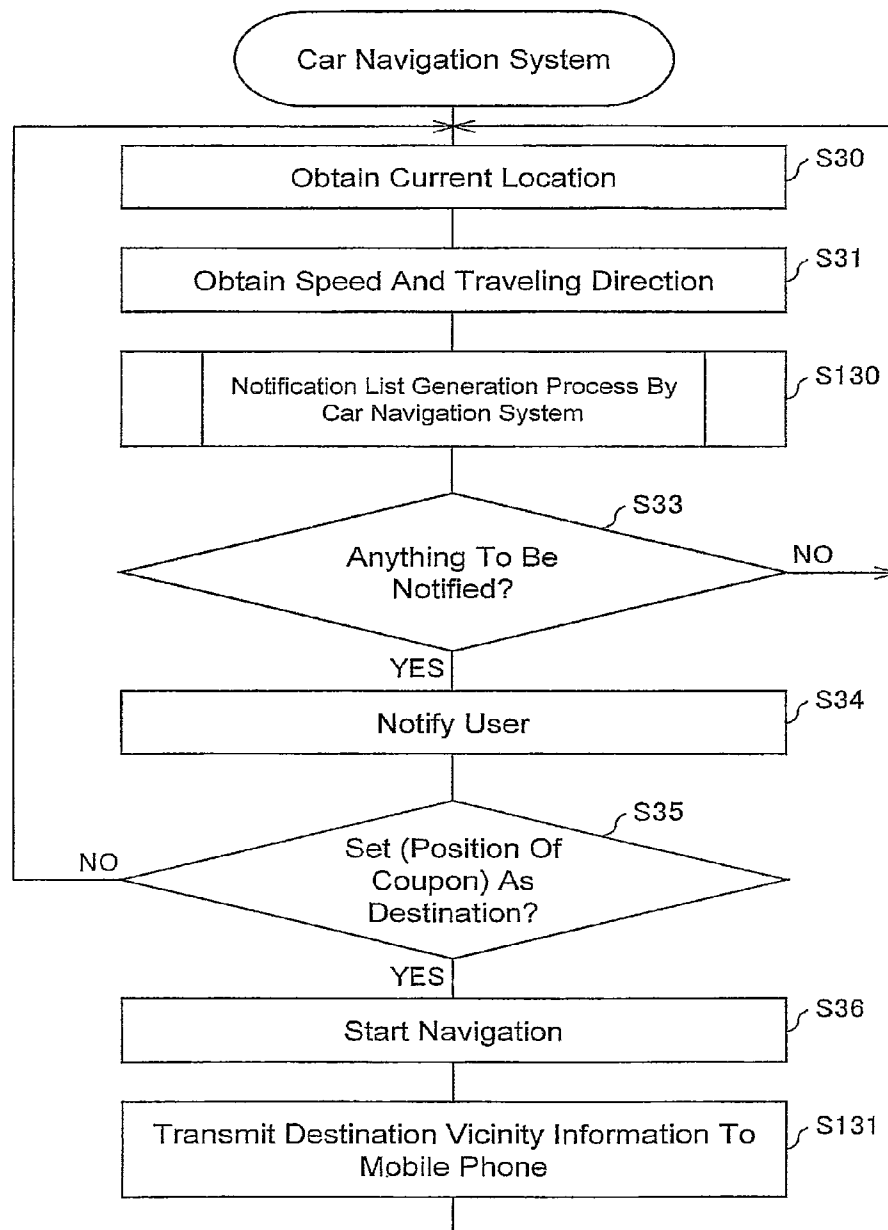 Car Navigation System
Obtain Current Location
S30
Obtain Speed And Traveling Direction
S31
Notification List Generation Process By
Car Navigation System
S130
S33
Anything To Be
Notified?
NO
YES
Notify User
S34
S35
Set (Position Of
Coupon) As
Destination?
NO
YES
Start Navigation
S36
Transmit Destination Vicinity Information To
Mobile Phone
S131